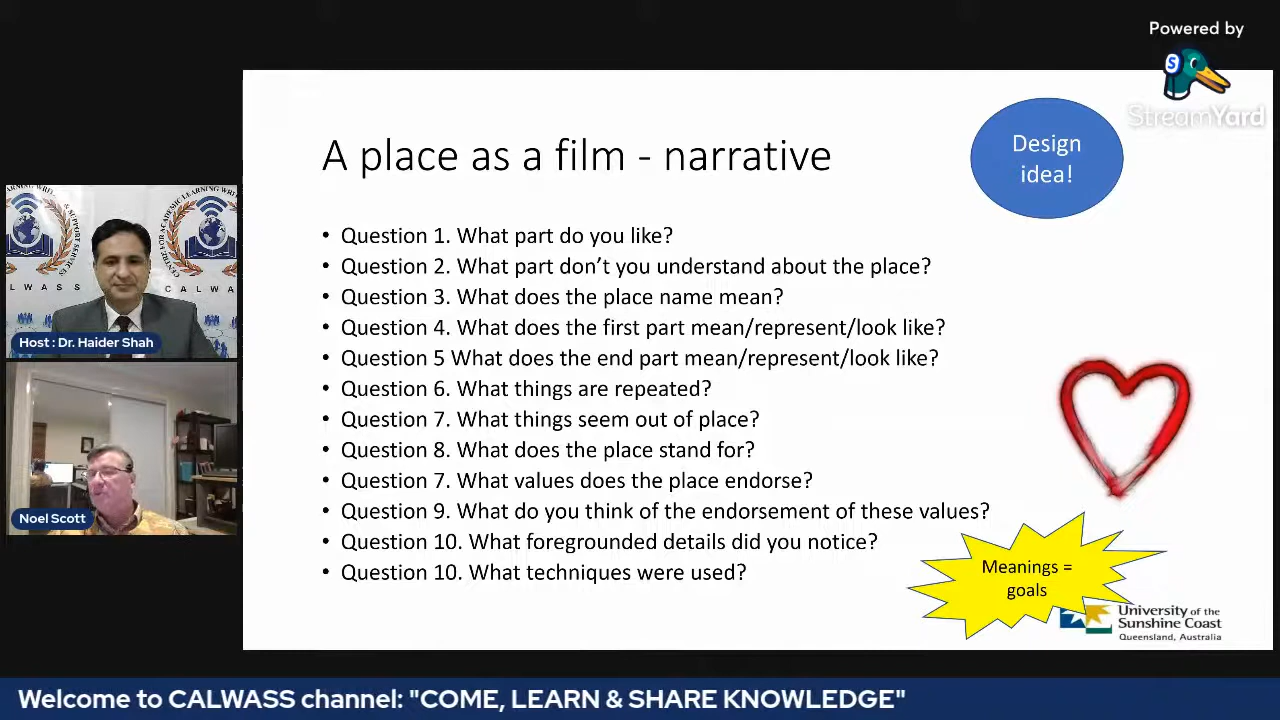 Powered by
StreamYard
A place as a film - narrative
Design
idea!
• Question 1. What part do you like?
• Question 2. What part don’t you understand about the place?
• Question 3. What does the place name mean?
• Question 4. What does the first part mean/represent/look like?
• Question 5 What does the end part mean/represent/look like?
• Question 6. What things are repeated?
• Question 7. What things seem out of place?
• Question 8. What does the place stand for?
• Question 7. What values does the place endorse?
• Question 9. What do you think of the endorsement of these values?
• Question 10. What foregrounded details did you notice?
• Question 10. What techniques were used?
Meanings =
goals
University of the
Sunshine Coast
Queensland, Australia
Host : Dr. Haider Shah
Noel Scott
Welcome to CALWASS channel: "COME, LEARN & SHARE KNOWLEDGE"